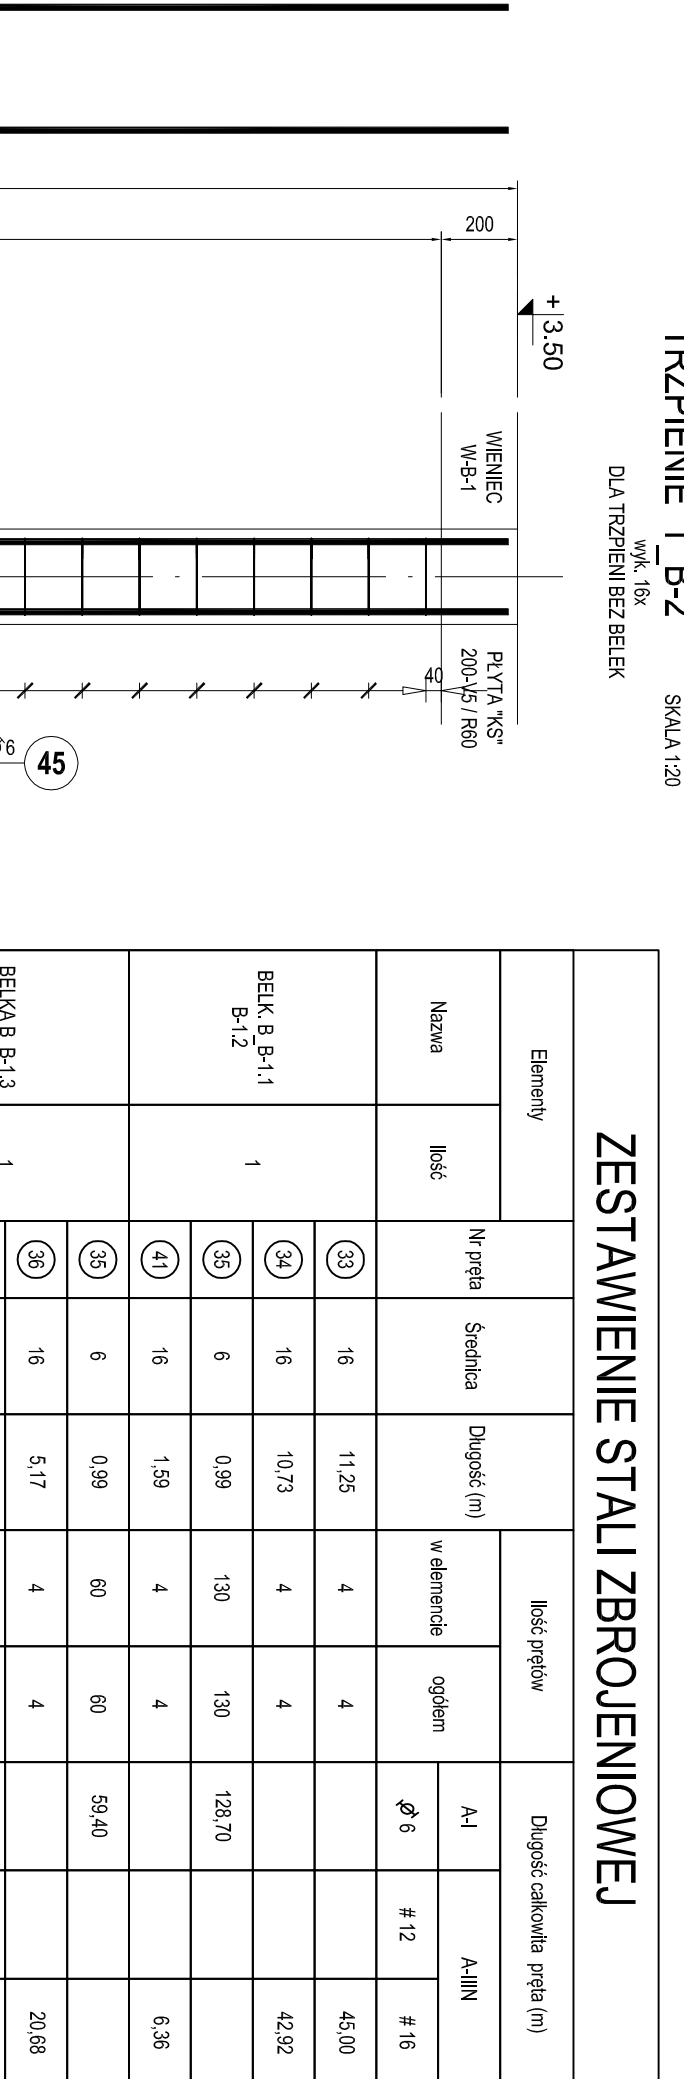 TRZPIENIE T_B-2
SKALA 1:20
wyk. 16x
DLA TRZPIENI BEZ BELEK
+ 3.50
200
WIENIEC
W-B-1
PŁYTA "KS"
200-V5 / R60
40
45
ZESTAWIENIE STALI ZBROJENIOWEJ
Elementy Nr pręta Średnica Długość (m) Ilość prętów Długość całkowita pręta (m)
Nazwa Ilość w elemencie ogółem A-I A-IIIN
Ø 6 # 12 # 16
BELK. B_B-1.1
B-1.2
1
33 16 11,25 4 4 45,00
34 16 10,73 4 4 42,92
35 6 0,99 130 130 128,70
41 16 1,59 4 4 6,36
BELKA B_B-1.3
1
35 6 0,99 60 60 59,40
36 16 5,17 4 4 20,68